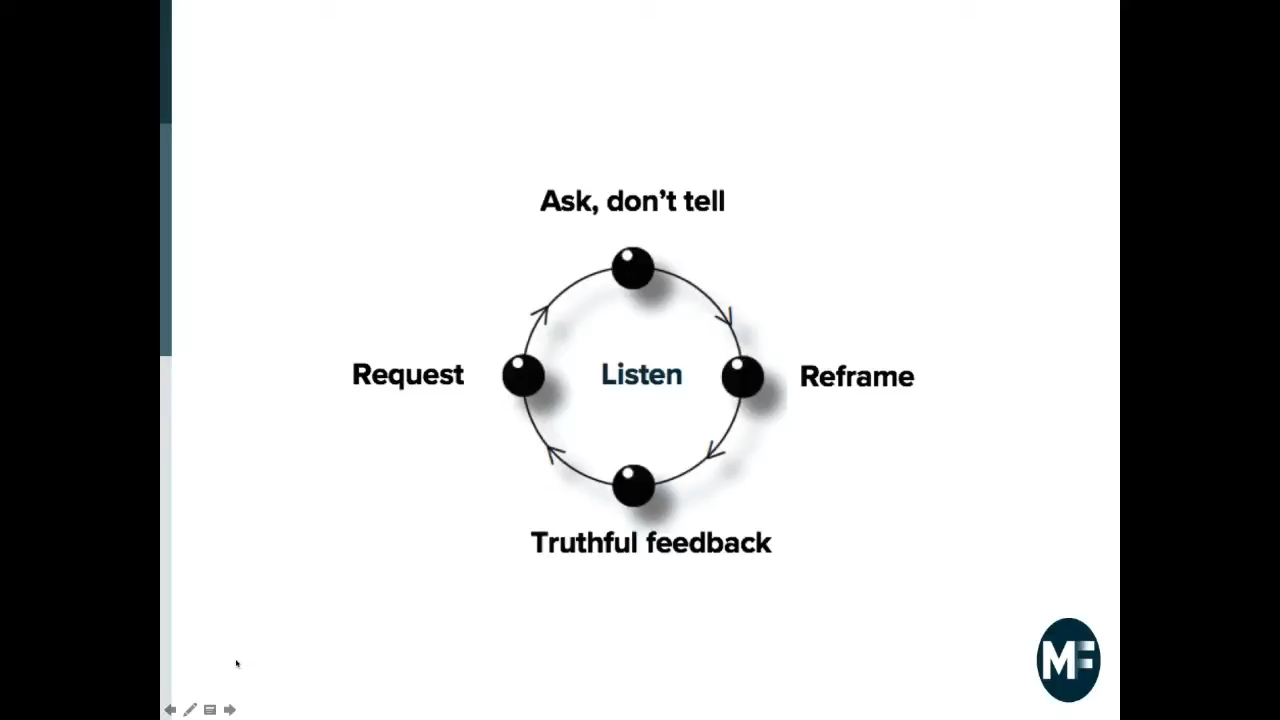 Ask, don’t tell
Request
Listen
Reframe
Truthful feedback
MF